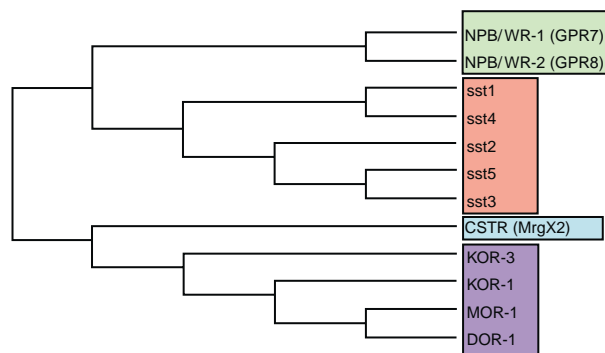 NPB/WR-1 (GPR7)
NPB/WR-2 (GPR8)
sst1
sst4
sst2
sst5
sst3
CSTR (MrgX2)
KOR-3
KOR-1
MOR-1
DOR-1